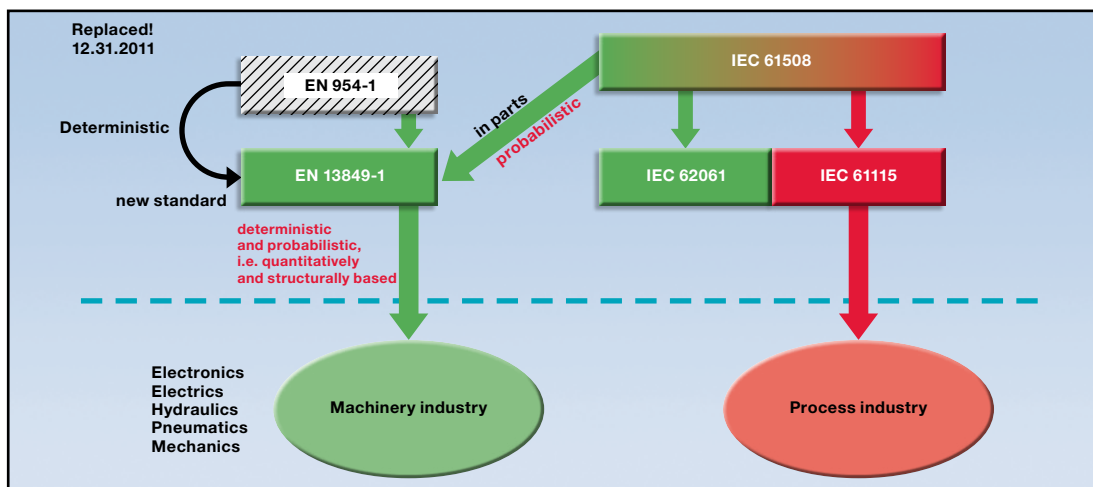 Replaced!
12.31.2011
EN 954-1
IEC 61508
Deterministic
in parts
probabilistic
EN 13849-1
IEC 62061
IEC 61115
new standard
deterministic
and probabilistic,
i.e. quantitatively
and structurally based
Electronics
Electrics
Hydraulics
Pneumatics
Mechanics
Machinery industry
Process industry